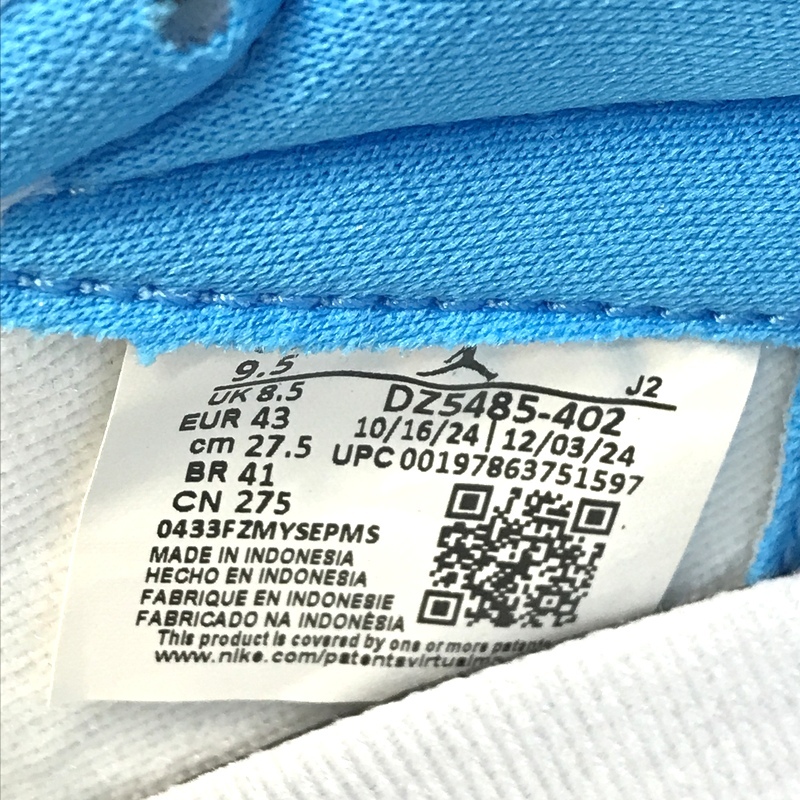 9.5
UK 8.5
EUR 43
cm 27.5
BR 41
CN 275
J2
DZ5485-402
10/16/24 | 12/03/24
UPC 00197863751597
0433FZMYSEPMS
MADE IN INDONESIA
HECHO EN INDONESIA
FABRIQUE EN INDONESIE
FABRICADO NA INDONÉSIA
This product is covered by one or more patents